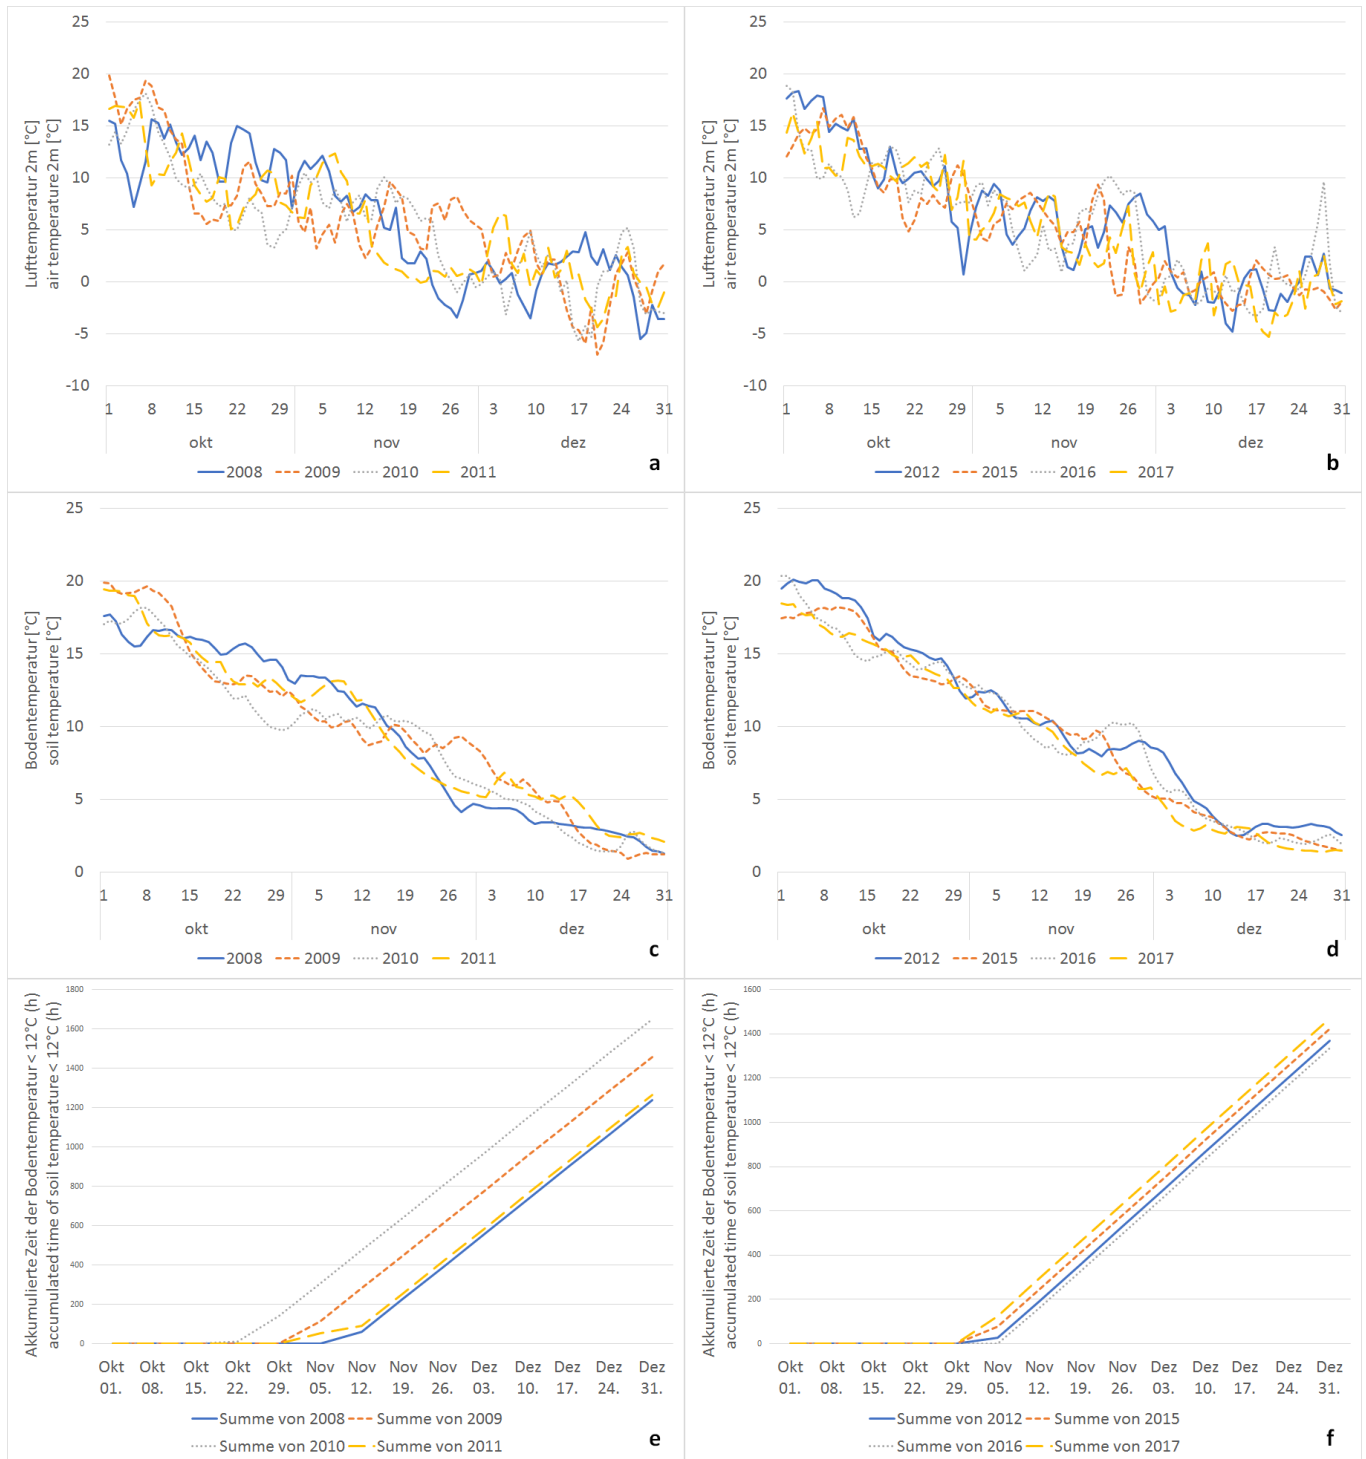 Lufttemperatur 2m [°C]
air temperature 2m [°C]
25
20
15
10
5
0
-5
-10
1 8 15 22 29 5 12 19 26 3 10 17 24 31
okt nov dez
2008 2009 2010 2011
a
Lufttemperatur 2m [°C]
air temperature 2m [°C]
25
20
15
10
5
0
-5
-10
1 8 15 22 29 5 12 19 26 3 10 17 24 31
okt nov dez
2012 2015 2016 2017
b
Bodentemperatur [°C]
soil temperature [°C]
25
20
15
10
5
0
1 8 15 22 29 5 12 19 26 3 10 17 24 31
okt nov dez
2008 2009 2010 2011
c
Bodentemperatur [°C]
soil temperature [°C]
25
20
15
10
5
0
1 8 15 22 29 5 12 19 26 3 10 17 24 31
okt nov dez
2012 2015 2016 2017
d
Akkumulierte Zeit der Bodentemperatur < 12°C (h)
accumulated time of soil temperature < 12°C (h)
1800
1600
1400
1200
1000
800
600
400
200
0
Okt Okt Okt Okt Okt Nov Nov Nov Nov Dez Dez Dez Dez Dez
01. 08. 15. 22. 29. 05. 12. 19. 26. 03. 10. 17. 24. 31.
Summe von 2008 Summe von 2009
Summe von 2010 Summe von 2011
e
Akkumulierte Zeit der Bodentemperatur < 12°C (h)
accumulated time of soil temperature < 12°C (h)
1600
1400
1200
1000
800
600
400
200
0
Okt Okt Okt Okt Okt Nov Nov Nov Nov Dez Dez Dez Dez Dez
01. 08. 15. 22. 29. 05. 12. 19. 26. 03. 10. 17. 24. 31.
Summe von 2012 Summe von 2015
Summe von 2016 Summe von 2017
f